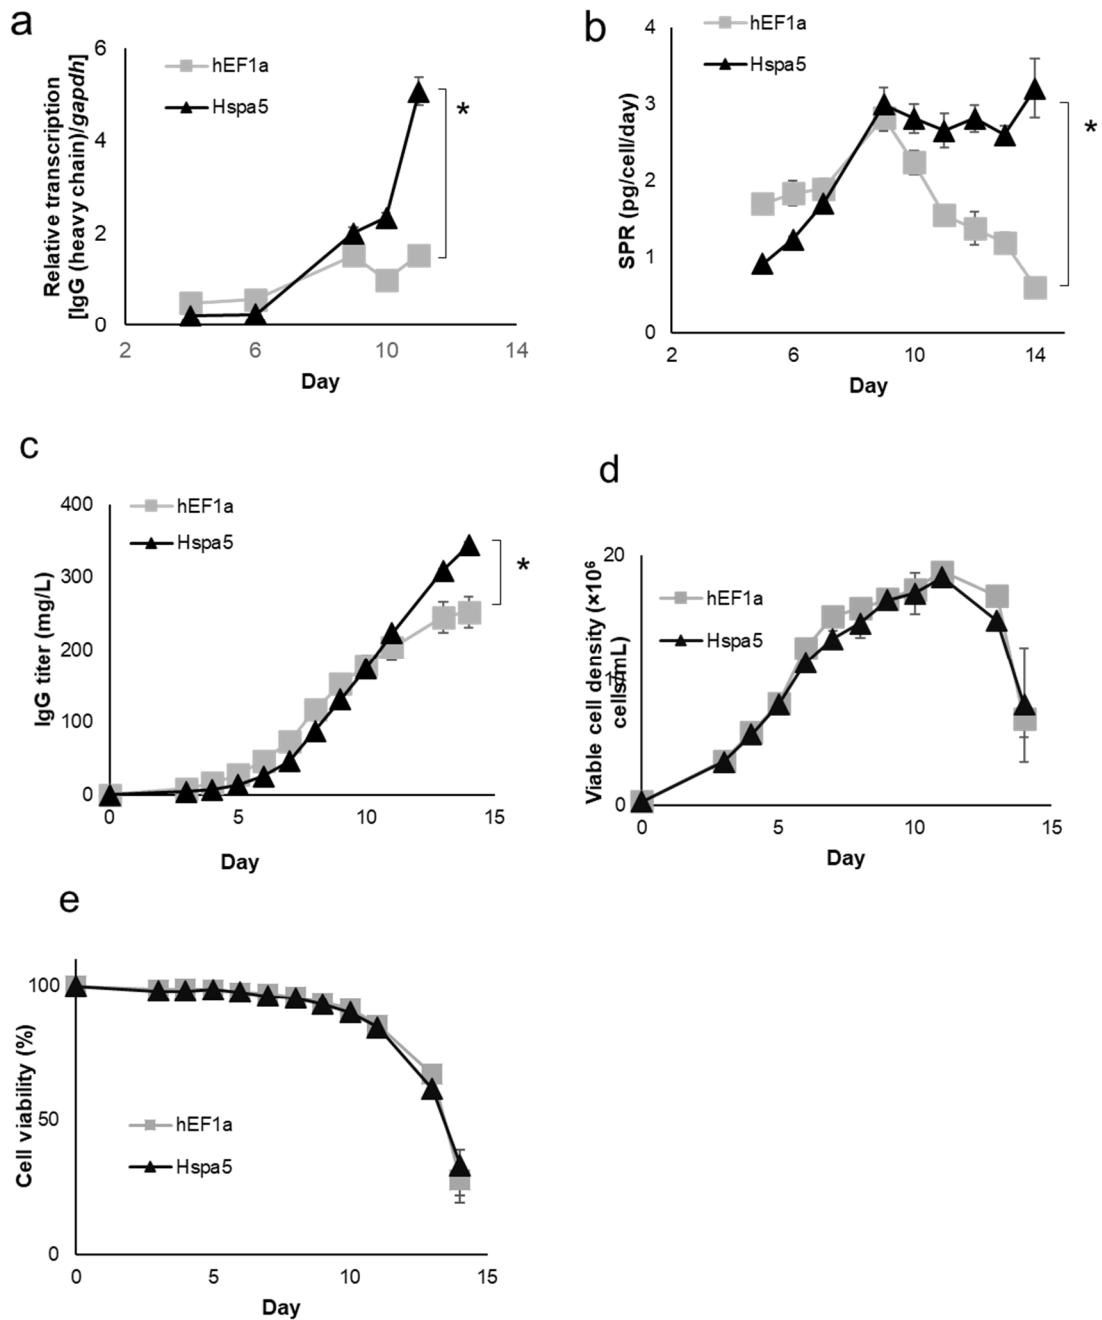 a
Relative transcription
[IgG (heavy chain)/gapdh]
6
4
2
0
hEF1a
Hspa5
*
2
6
10
14
Day
b
SPR (pg/cell/day)
4
3
2
1
0
hEF1a
Hspa5
*
2
6
10
14
Day
c
IgG titer (mg/L)
400
300
200
100
0
hEF1a
Hspa5
*
0
5
10
15
Day
d
Viable cell density (×10⁶
cells/mL)
20
0
hEF1a
Hspa5
0
5
10
15
Day
e
Cell viability (%)
100
50
0
hEF1a
Hspa5
0
5
10
15
Day